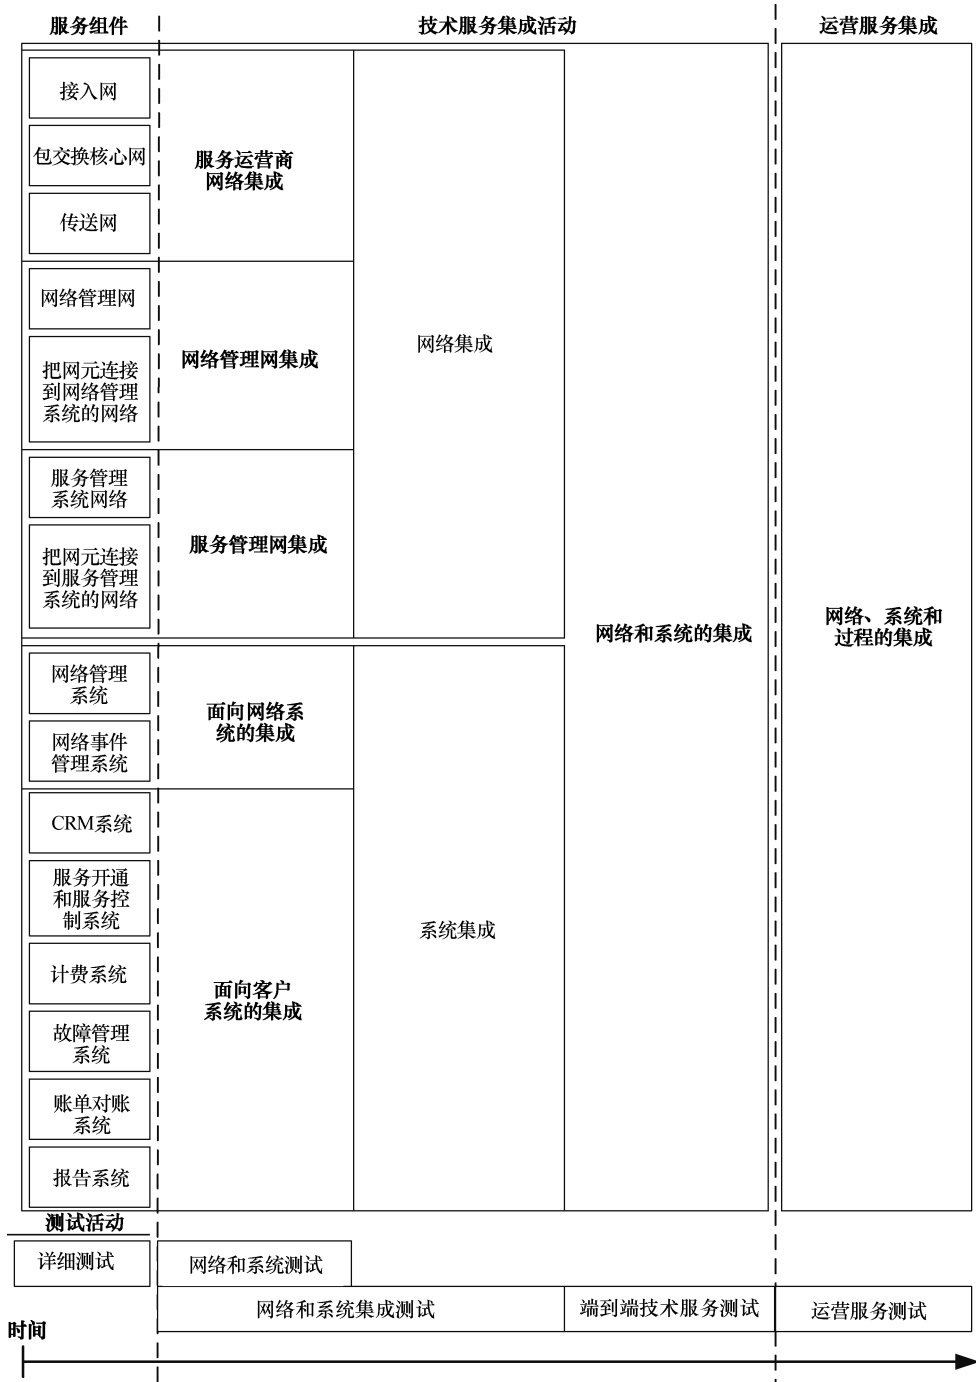 服务组件
技术服务集成活动
运营服务集成
接入网
包交换核心网
传送网
服务运营商
网络集成
网络管理网
把网元连接
到网络管理
系统的网络
网络管理网集成
网络集成
服务管理
系统网络
把网元连接
到服务管理
系统的网络
服务管理网集成
网络和系统的集成
网络、系统和
过程的集成
网络管理
系统
网络事件
管理系统
面向网络系
统的集成
CRM系统
服务开通
和服务控
制系统
计费系统
故障管理
系统
账单对账
系统
报告系统
面向客户
系统的集成
系统集成
测试活动
详细测试
网络和系统测试
网络和系统集成测试
端到端技术服务测试
运营服务测试
时间